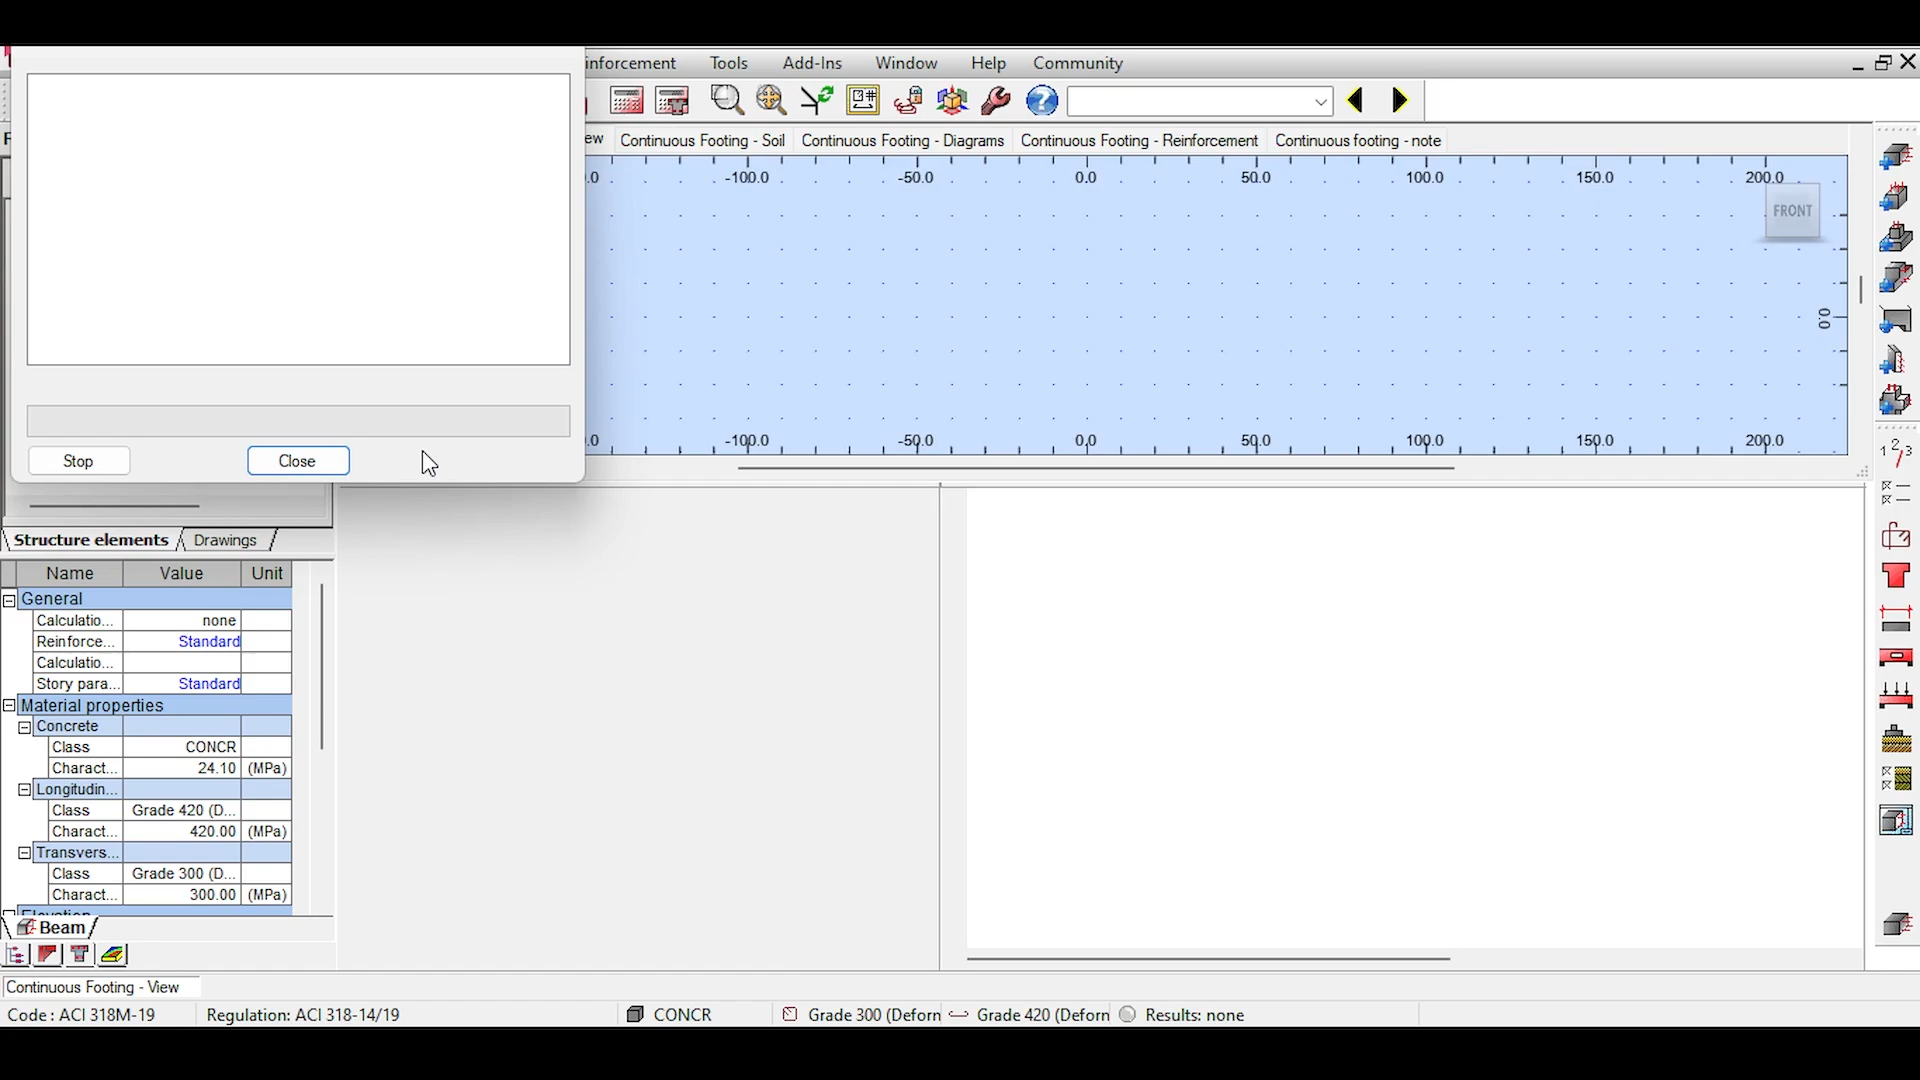 inforcement Tools Add-Ins Window Help Community
ew Continuous Footing - Soil Continuous Footing - Diagrams Continuous Footing - Reinforcement Continuous footing - note
.0 -100.0 -50.0 0.0 50.0 100.0 150.0 200.0
FRONT
0.0
.0 -100.0 -50.0 0.0 50.0 100.0 150.0 200.0
Stop Close
Structure elements Drawings
Name Value Unit
General
Calculatio... none
Reinforce... Standard
Calculatio...
Story para... Standard
Material properties
Concrete
Class CONCR
Charact... 24.10 (MPa)
Longitudin...
Class Grade 420 (D...
Charact... 420.00 (MPa)
Transvers...
Class Grade 300 (D...
Charact... 300.00 (MPa)
Beam
Continuous Footing - View
Code : ACI 318M-19 Regulation: ACI 318-14/19 CONCR Grade 300 (Deforn Grade 420 (Deforn Results: none